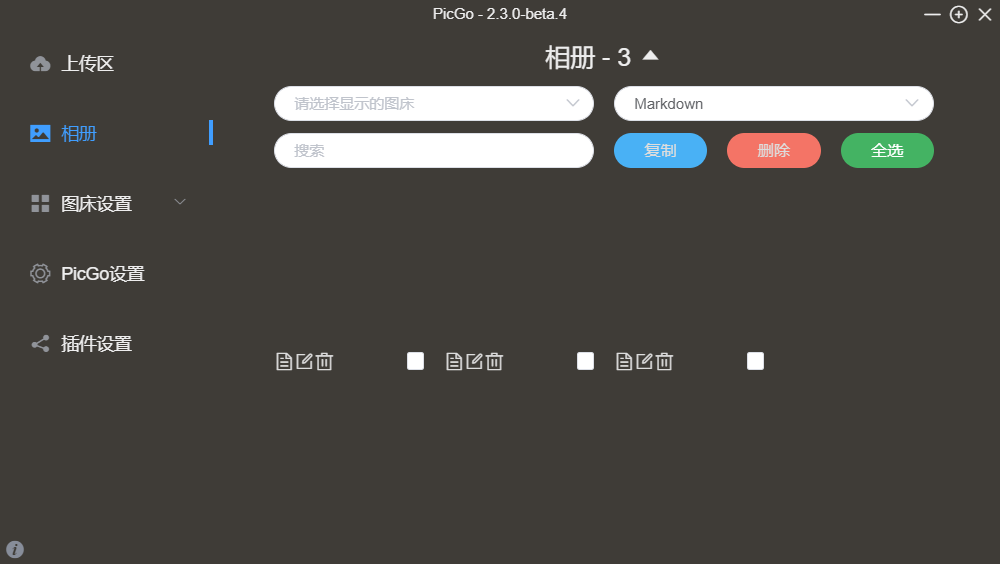 PicGo - 2.3.0-beta.4
上传区
相册
图床设置
PicGo设置
插件设置
相册 - 3
请选择显示的图床
Markdown
搜索
复制
删除
全选